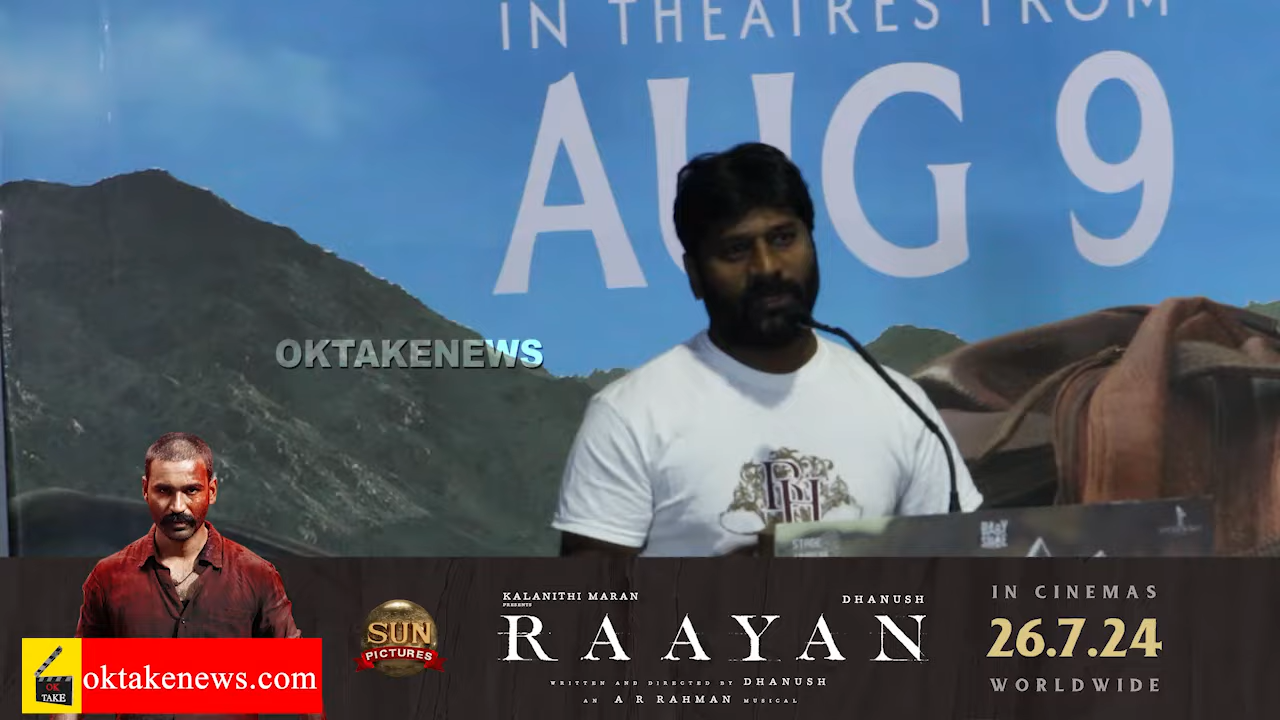 IN THEATRES FROM
AUG 9
OKTAKENEWS
KALANITHI MARAN
PRESENTS
DHANUSH
RAAYAN
WRITTEN AND DIRECTED BY DHANUSH
AN A R RAHMAN MUSICAL
SUN
PICTURES
IN CINEMAS
26.7.24
WORLDWIDE
OK
TAKE
oktakenews.com